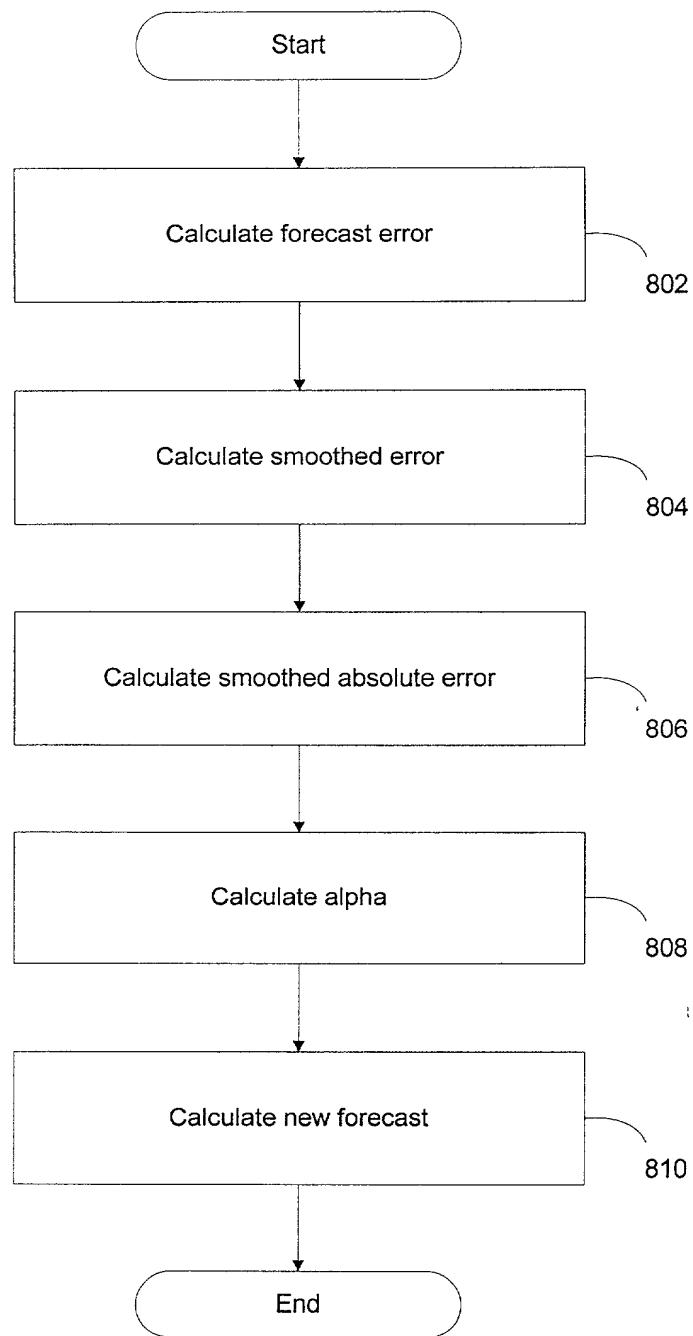 Start
Calculate forecast error
802
Calculate smoothed error
804
Calculate smoothed absolute error
806
Calculate alpha
808
Calculate new forecast
810
End